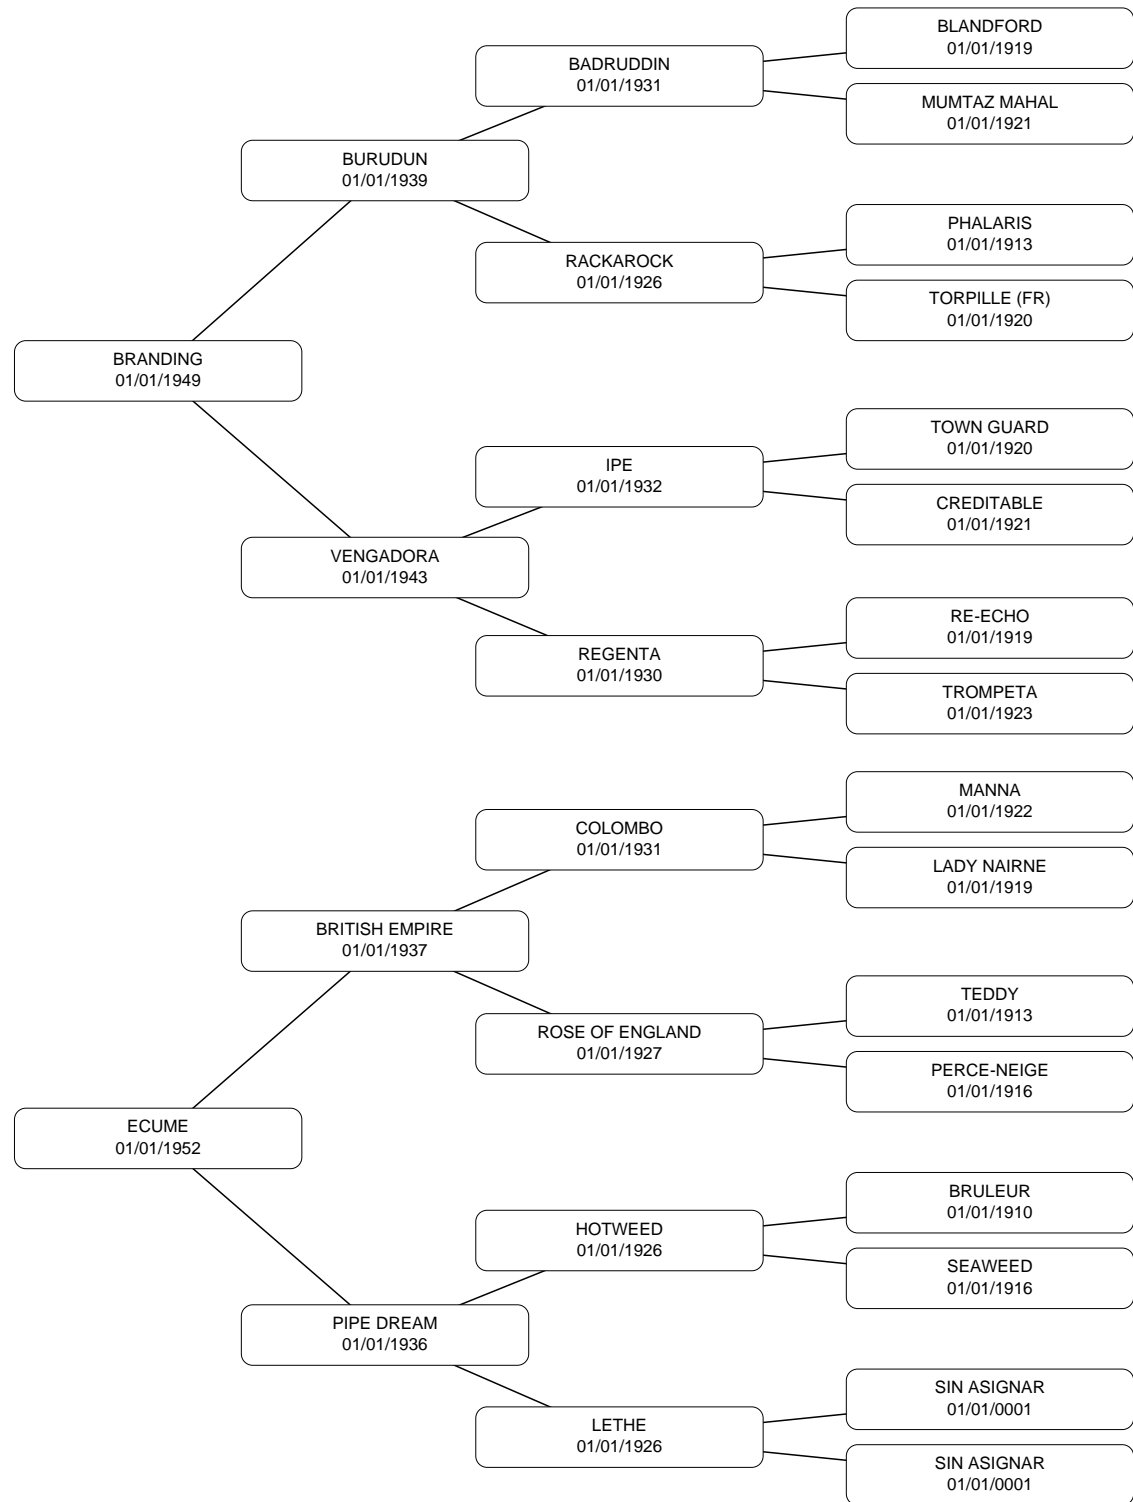 BLANDFORD
01/01/1919
BADRUDDIN
01/01/1931
MUMTAZ MAHAL
01/01/1921
BURUDUN
01/01/1939
PHALARIS
01/01/1913
RACKAROCK
01/01/1926
TORPILLE (FR)
01/01/1920
BRANDING
01/01/1949
TOWN GUARD
01/01/1920
IPE
01/01/1932
CREDITABLE
01/01/1921
VENGADORA
01/01/1943
RE-ECHO
01/01/1919
REGENTA
01/01/1930
TROMPETA
01/01/1923
MANNA
01/01/1922
COLOMBO
01/01/1931
LADY NAIRNE
01/01/1919
BRITISH EMPIRE
01/01/1937
TEDDY
01/01/1913
ROSE OF ENGLAND
01/01/1927
PERCE-NEIGE
01/01/1916
ECUME
01/01/1952
BRULEUR
01/01/1910
HOTWEED
01/01/1926
SEAWEED
01/01/1916
PIPE DREAM
01/01/1936
SIN ASIGNAR
01/01/0001
LETHE
01/01/1926
SIN ASIGNAR
01/01/0001